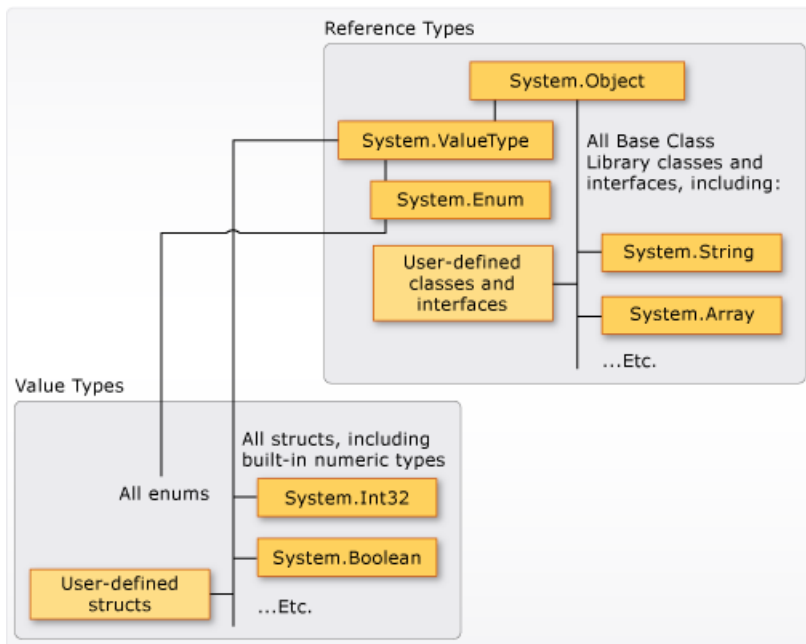 Reference Types
System.Object
System.ValueType
All Base Class
Library classes and
interfaces, including:
System.Enum
System.String
User-defined
classes and
interfaces
System.Array
...Etc.
Value Types
All structs, including
built-in numeric types
All enums
System.Int32
System.Boolean
User-defined
structs
...Etc.